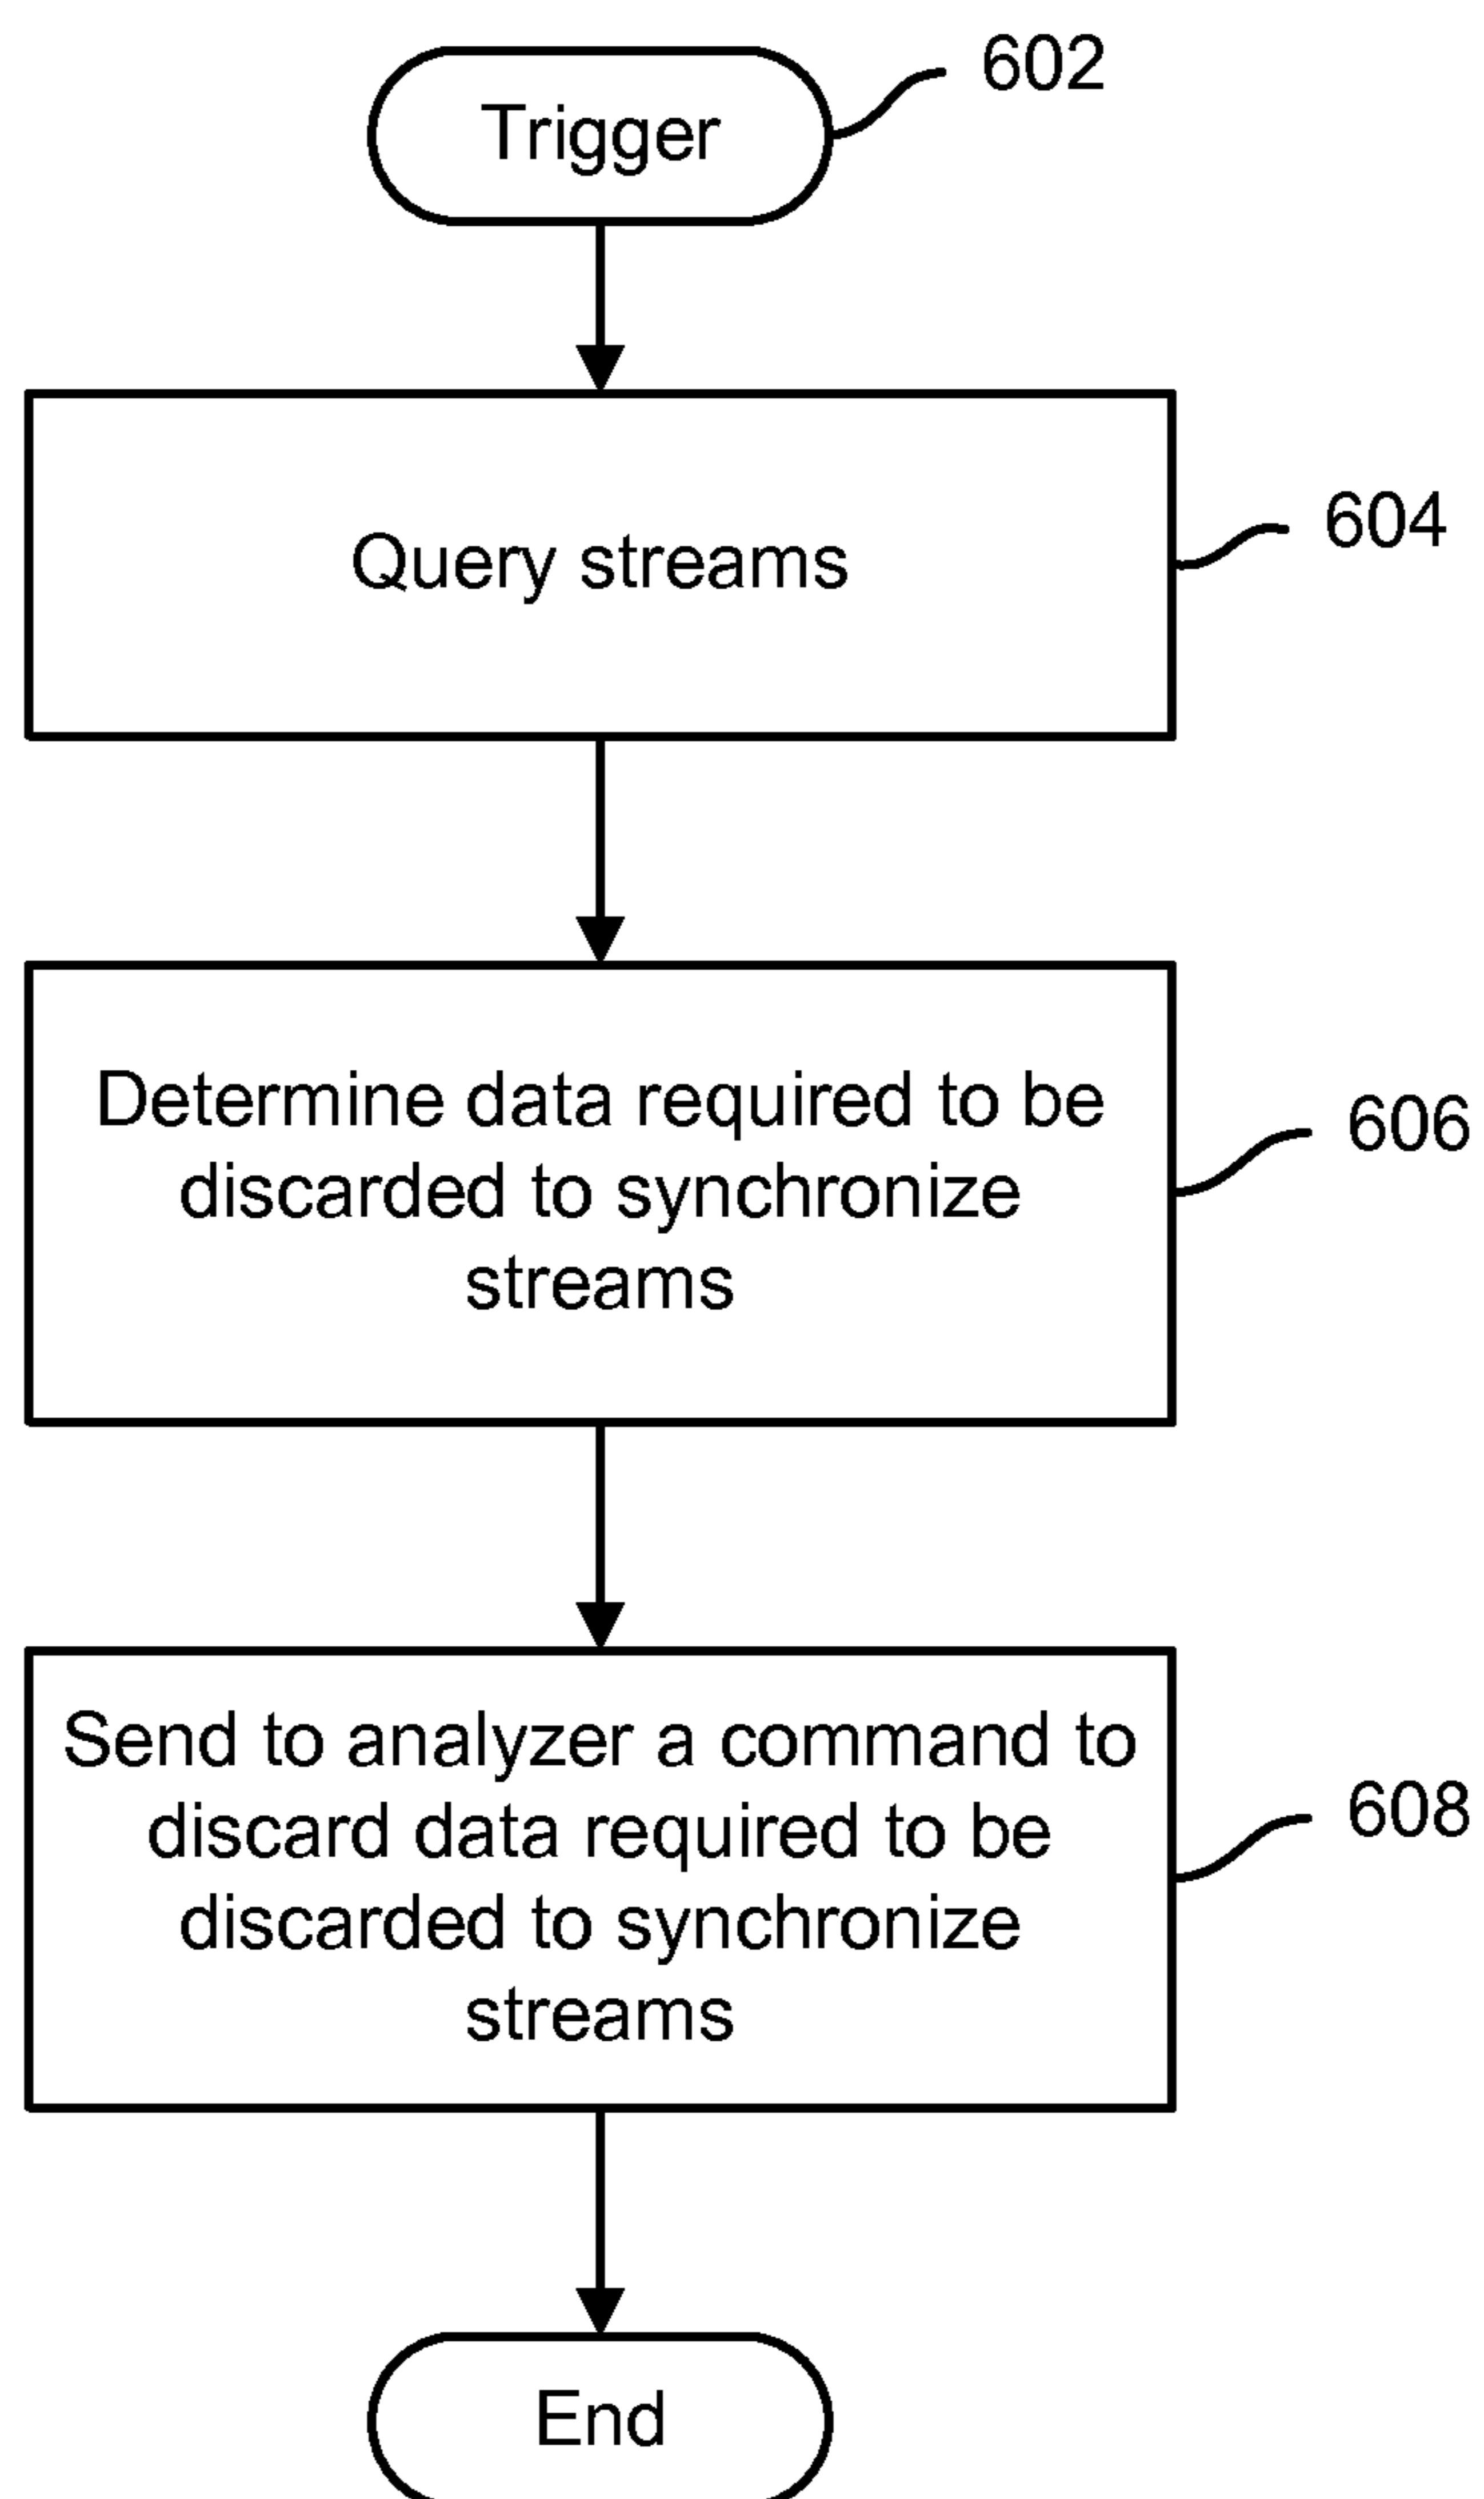 Trigger
602
Query streams
604
Determine data required to be
discarded to synchronize
streams
606
Send to analyzer a command to
discard data required to be
discarded to synchronize
streams
608
End